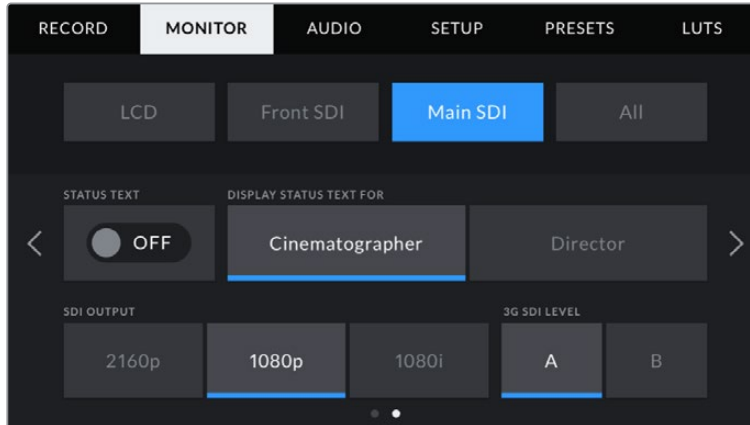 RECORD MONITOR AUDIO SETUP PRESETS LUTS
LCD Front SDI Main SDI All
STATUS TEXT DISPLAY STATUS TEXT FOR
OFF Cinematographer Director
SDI OUTPUT 3G SDI LEVEL
2160p 1080p 1080i A B